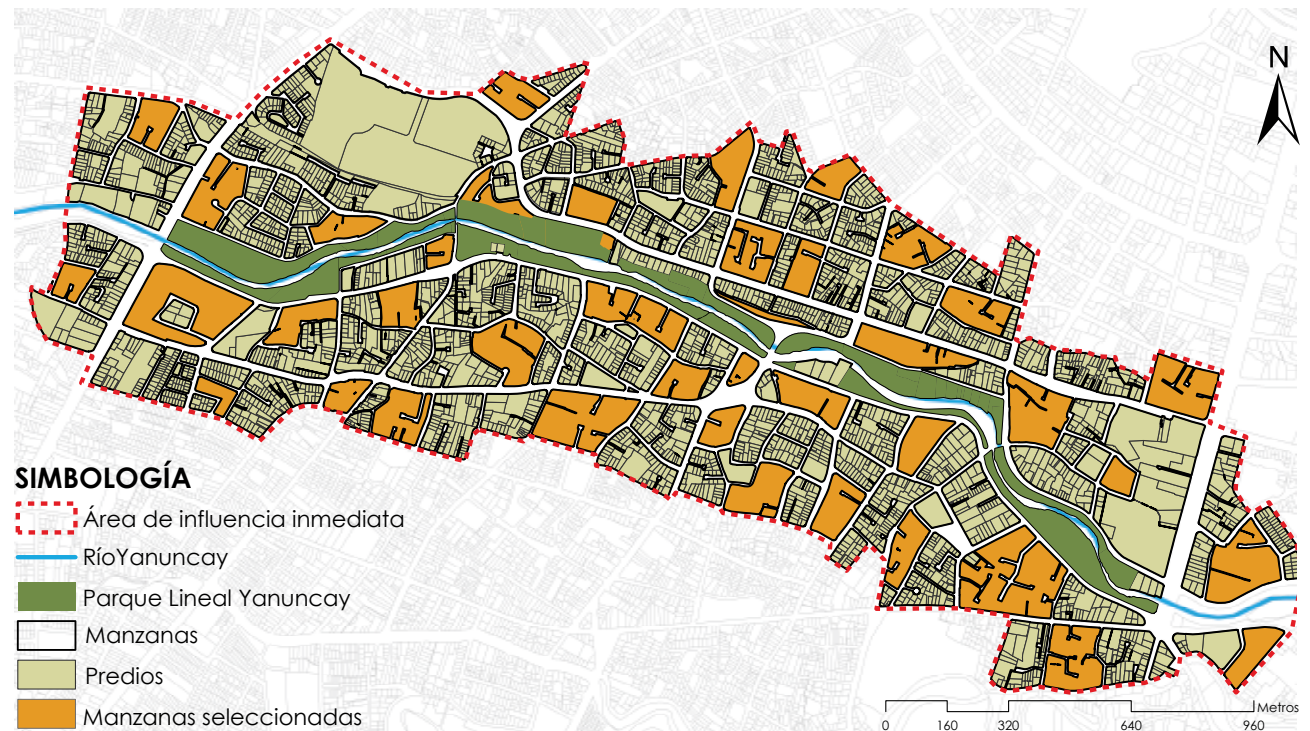 N
SIMBOLOGÍA
Área de influencia inmediata
RíoYanuncay
Parque Lineal Yanuncay
Manzanas
Predios
Manzanas seleccionadas
Metros
0 160 320 640 960